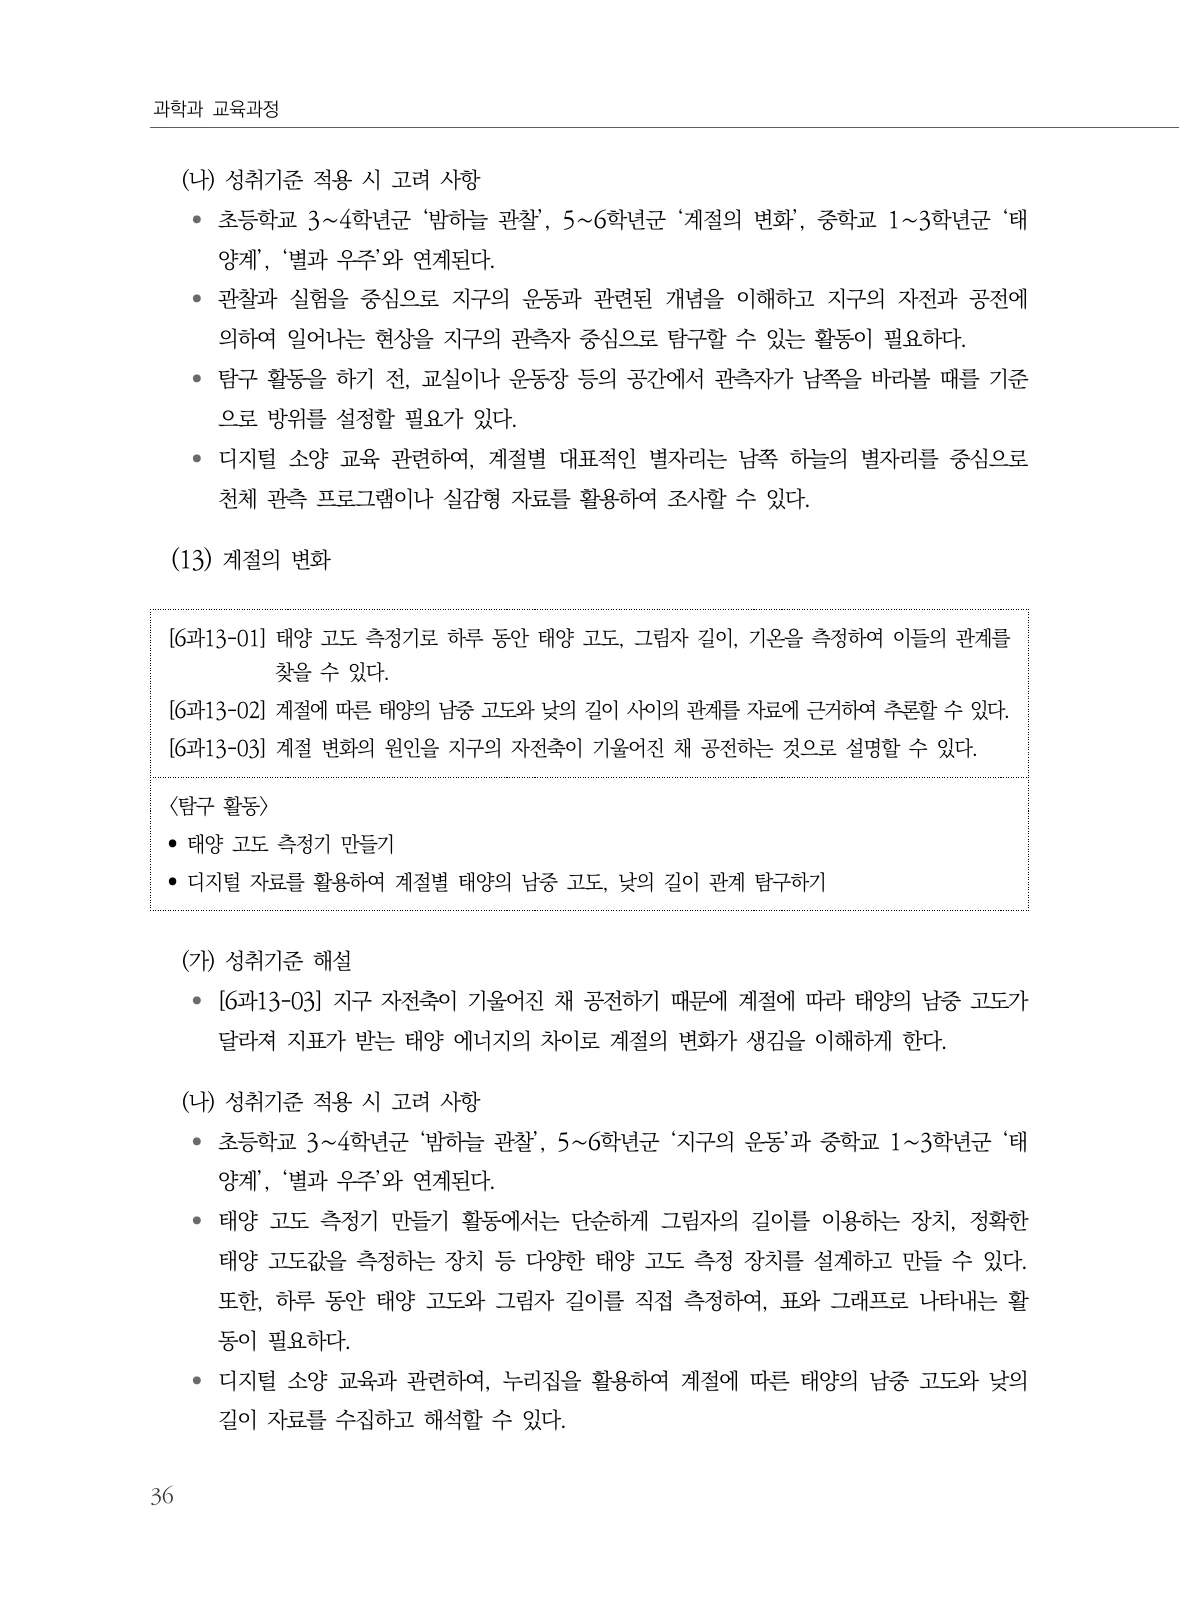 과학과 교육과정
(나) 성취기준 적용 시 고려 사항
• 초등학교 3~4학년군 ‘밤하늘 관찰’, 5~6학년군 ‘계절의 변화’, 중학교 1~3학년군 ‘태
양계’, ‘별과 우주’와 연계된다.
• 관찰과 실험을 중심으로 지구의 운동과 관련된 개념을 이해하고 지구의 자전과 공전에
의하여 일어나는 현상을 지구의 관측자 중심으로 탐구할 수 있는 활동이 필요하다.
• 탐구 활동을 하기 전, 교실이나 운동장 등의 공간에서 관측자가 남쪽을 바라볼 때를 기준
으로 방위를 설정할 필요가 있다.
• 디지털 소양 교육 관련하여, 계절별 대표적인 별자리는 남쪽 하늘의 별자리를 중심으로
천체 관측 프로그램이나 실감형 자료를 활용하여 조사할 수 있다.
(13) 계절의 변화
[6과13-01] 태양 고도 측정기로 하루 동안 태양 고도, 그림자 길이, 기온을 측정하여 이들의 관계를
찾을 수 있다.
[6과13-02] 계절에 따른 태양의 남중 고도와 낮의 길이 사이의 관계를 자료에 근거하여 추론할 수 있다.
[6과13-03] 계절 변화의 원인을 지구의 자전축이 기울어진 채 공전하는 것으로 설명할 수 있다.
〈탐구 활동〉
• 태양 고도 측정기 만들기
• 디지털 자료를 활용하여 계절별 태양의 남중 고도, 낮의 길이 관계 탐구하기
(가) 성취기준 해설
• [6과13-03] 지구 자전축이 기울어진 채 공전하기 때문에 계절에 따라 태양의 남중 고도가
달라져 지표가 받는 태양 에너지의 차이로 계절의 변화가 생김을 이해하게 한다.
(나) 성취기준 적용 시 고려 사항
• 초등학교 3~4학년군 ‘밤하늘 관찰’, 5~6학년군 ‘지구의 운동’과 중학교 1~3학년군 ‘태
양계’, ‘별과 우주’와 연계된다.
• 태양 고도 측정기 만들기 활동에서는 단순하게 그림자의 길이를 이용하는 장치, 정확한
태양 고도값을 측정하는 장치 등 다양한 태양 고도 측정 장치를 설계하고 만들 수 있다.
또한, 하루 동안 태양 고도와 그림자 길이를 직접 측정하여, 표와 그래프로 나타내는 활
동이 필요하다.
• 디지털 소양 교육과 관련하여, 누리집을 활용하여 계절에 따른 태양의 남중 고도와 낮의
길이 자료를 수집하고 해석할 수 있다.
36